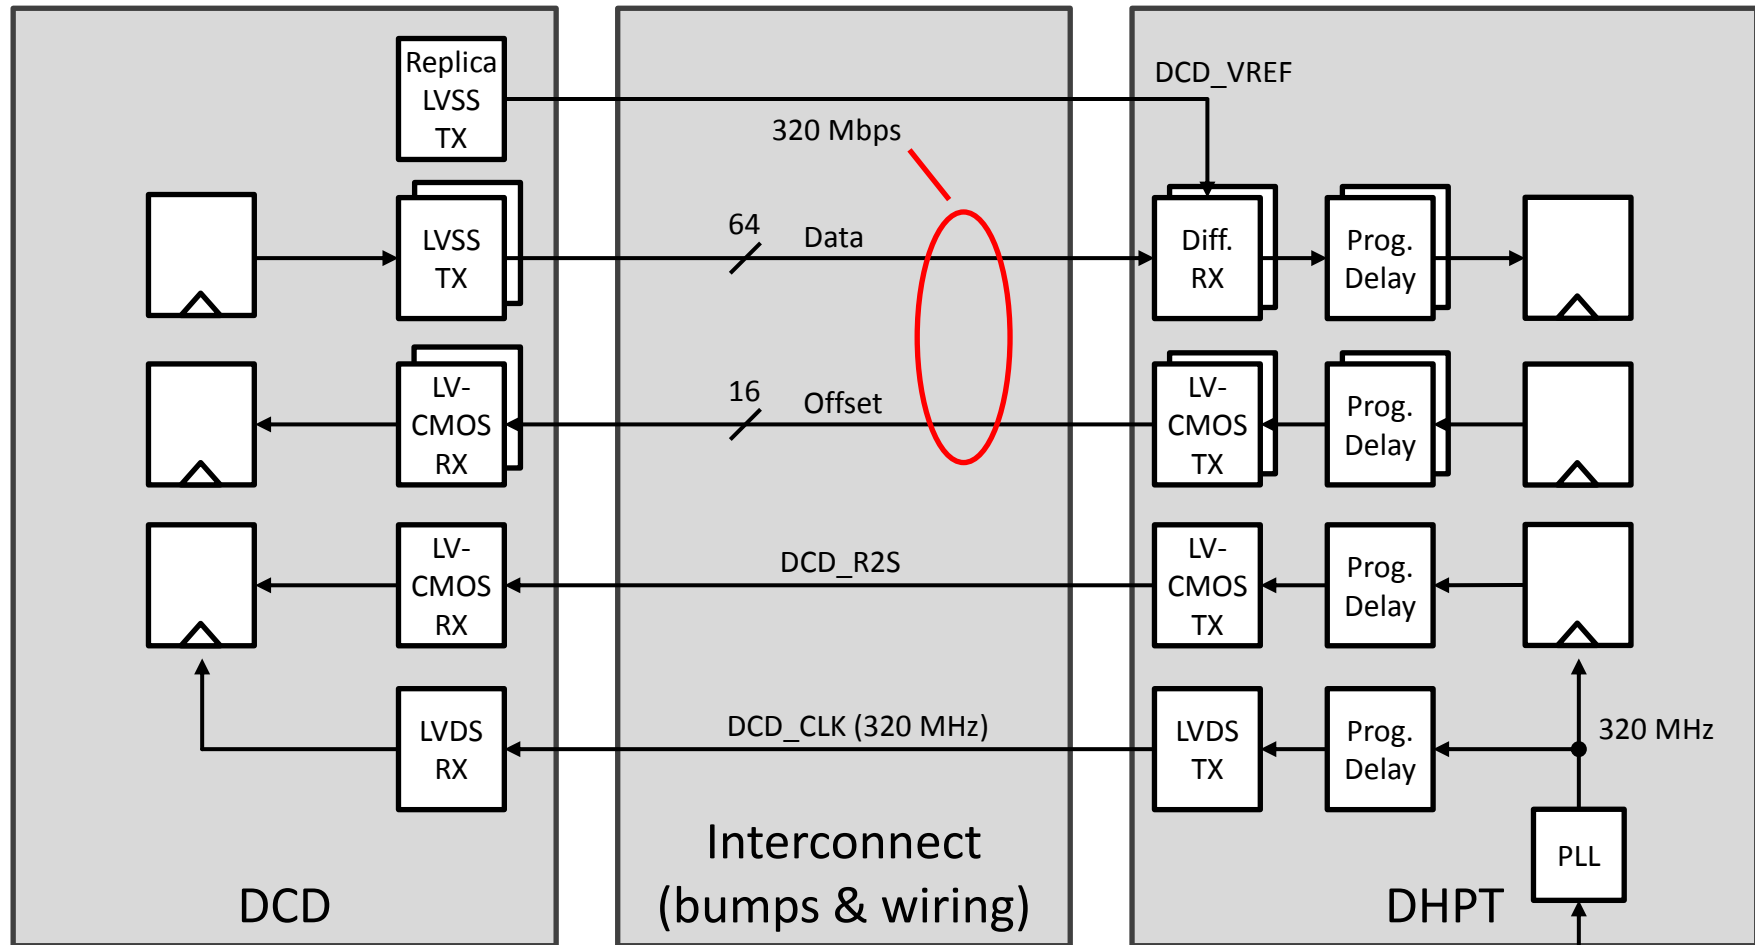 Replica
LVSS
TX
DCD_VREF
320 Mbps
LVSS
TX
64
Data
Diff.
RX
Prog.
Delay
LV-
CMOS
RX
16
Offset
LV-
CMOS
TX
Prog.
Delay
LV-
CMOS
RX
DCD_R2S
LV-
CMOS
TX
Prog.
Delay
LVDS
RX
DCD_CLK (320 MHz)
LVDS
TX
Prog.
Delay
320 MHz
PLL
DCD
Interconnect
(bumps & wiring)
DHPT